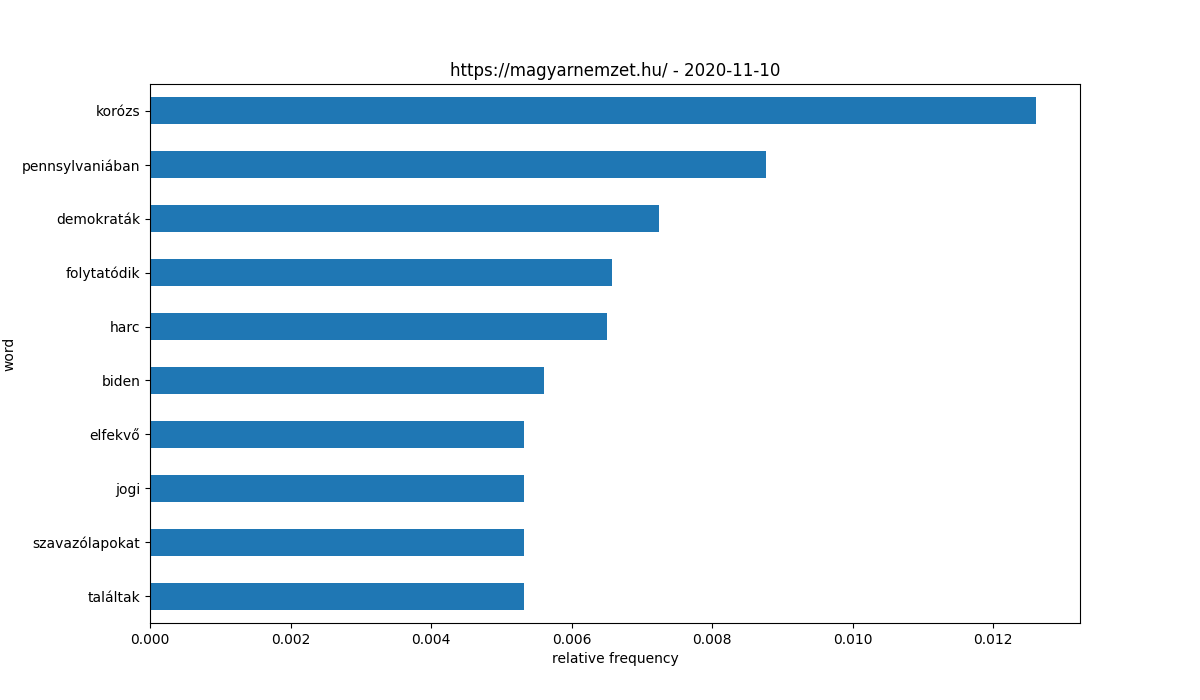 https://magyarnemzet.hu/ - 2020-11-10
korózs
pennsylvaniában
demokraták
folytatódik
harc
biden
elfekvő
jogi
szavazólapokat
találtak
word
0.000 0.002 0.004 0.006 0.008 0.010 0.012
relative frequency